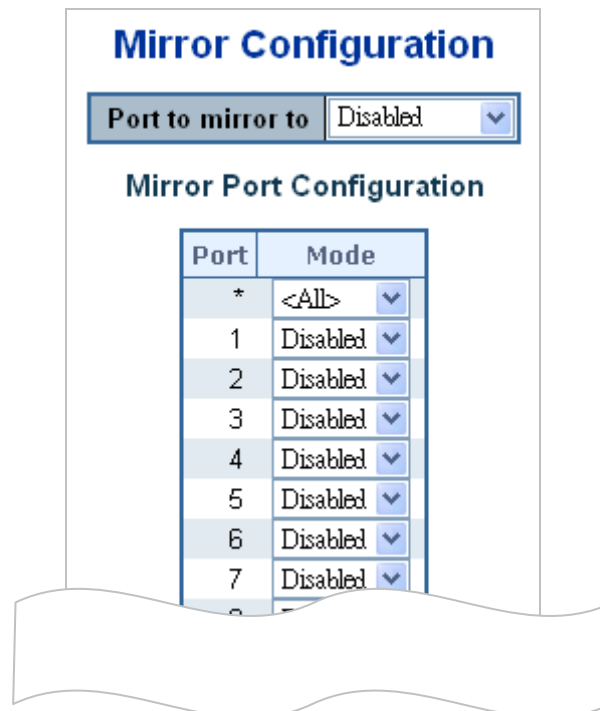 Mirror Configuration
Port to mirror to Disabled
Mirror Port Configuration
Port Mode
* <All>
1 Disabled
2 Disabled
3 Disabled
4 Disabled
5 Disabled
6 Disabled
7 Disabled